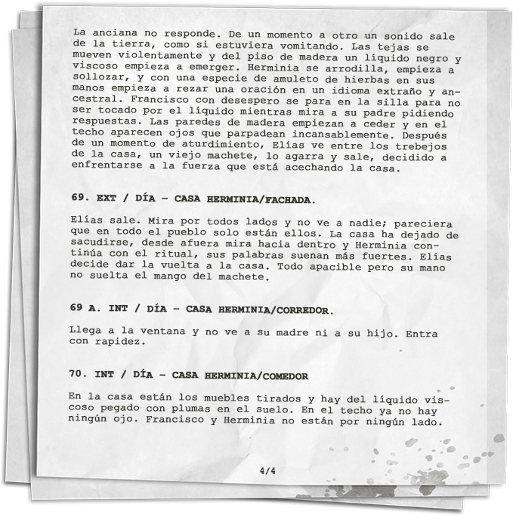 La anciana no responde. De un momento a otro un sonido sale
de la tierra, como si estuviera vomitando. Las tejas se
mueven violentamente y del piso de madera un líquido negro y
viscoso empieza a emerger. Herminia se arrodilla, empieza a
sollozar, y con una especie de amuleto de hierbas en sus
manos empieza a rezar una oración en un idioma extraño y an-
cestral. Francisco con desespero se para en la silla para no
ser tocado por el líquido mientras mira a su padre pidiendo
respuestas. Las paredes de madera empiezan a ceder y en el
techo aparecen ojos que parpadean incansablemente. Después
de un momento de aturdimiento, Elías ve entre los trebejos
de la casa, un viejo machete, lo agarra y sale, decidido a
enfrentarse a la fuerza que está acechando la casa.
69. EXT / DÍA - CASA HERMINIA/FACHADA.
Elías sale. Mira por todos lados y no ve a nadie; pareciera
que en todo el pueblo solo están ellos. La casa ha dejado de
sacudirse, desde afuera mira hacia dentro y Herminia con-
tinúa con el ritual, sus palabras suenan más fuertes. Elías
decide dar la vuelta a la casa. Todo apacible pero su mano
no suelta el mango del machete.
69 A. INT / DÍA - CASA HERMINIA/CORREDOR.
Llega a la ventana y no ve a su madre ni a su hijo. Entra
con rapidez.
70. INT / DÍA - CASA HERMINIA/COMEDOR
En la casa están los muebles tirados y hay del líquido vis-
coso pegado con plumas en el suelo. En el techo ya no hay
ningún ojo. Francisco y Herminia no están por ningún lado.
4/4